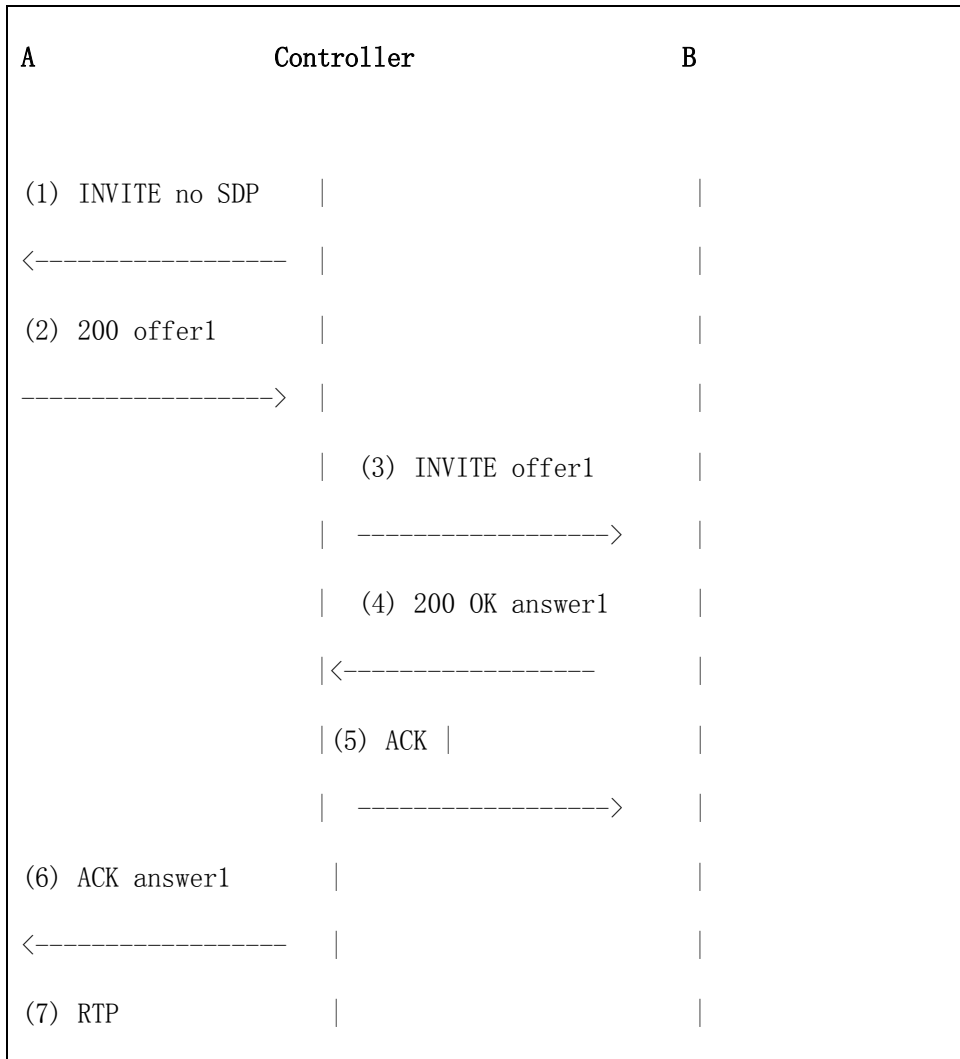 A Controller B
(1) INVITE no SDP | |
<------------------- | |
(2) 200 offer1 | |
------------------> | |
| (3) INVITE offer1 |
| ------------------> |
| (4) 200 OK answer1 |
|<------------------ |
|(5) ACK | |
| ------------------> |
(6) ACK answer1 | |
<------------------- | |
(7) RTP | |